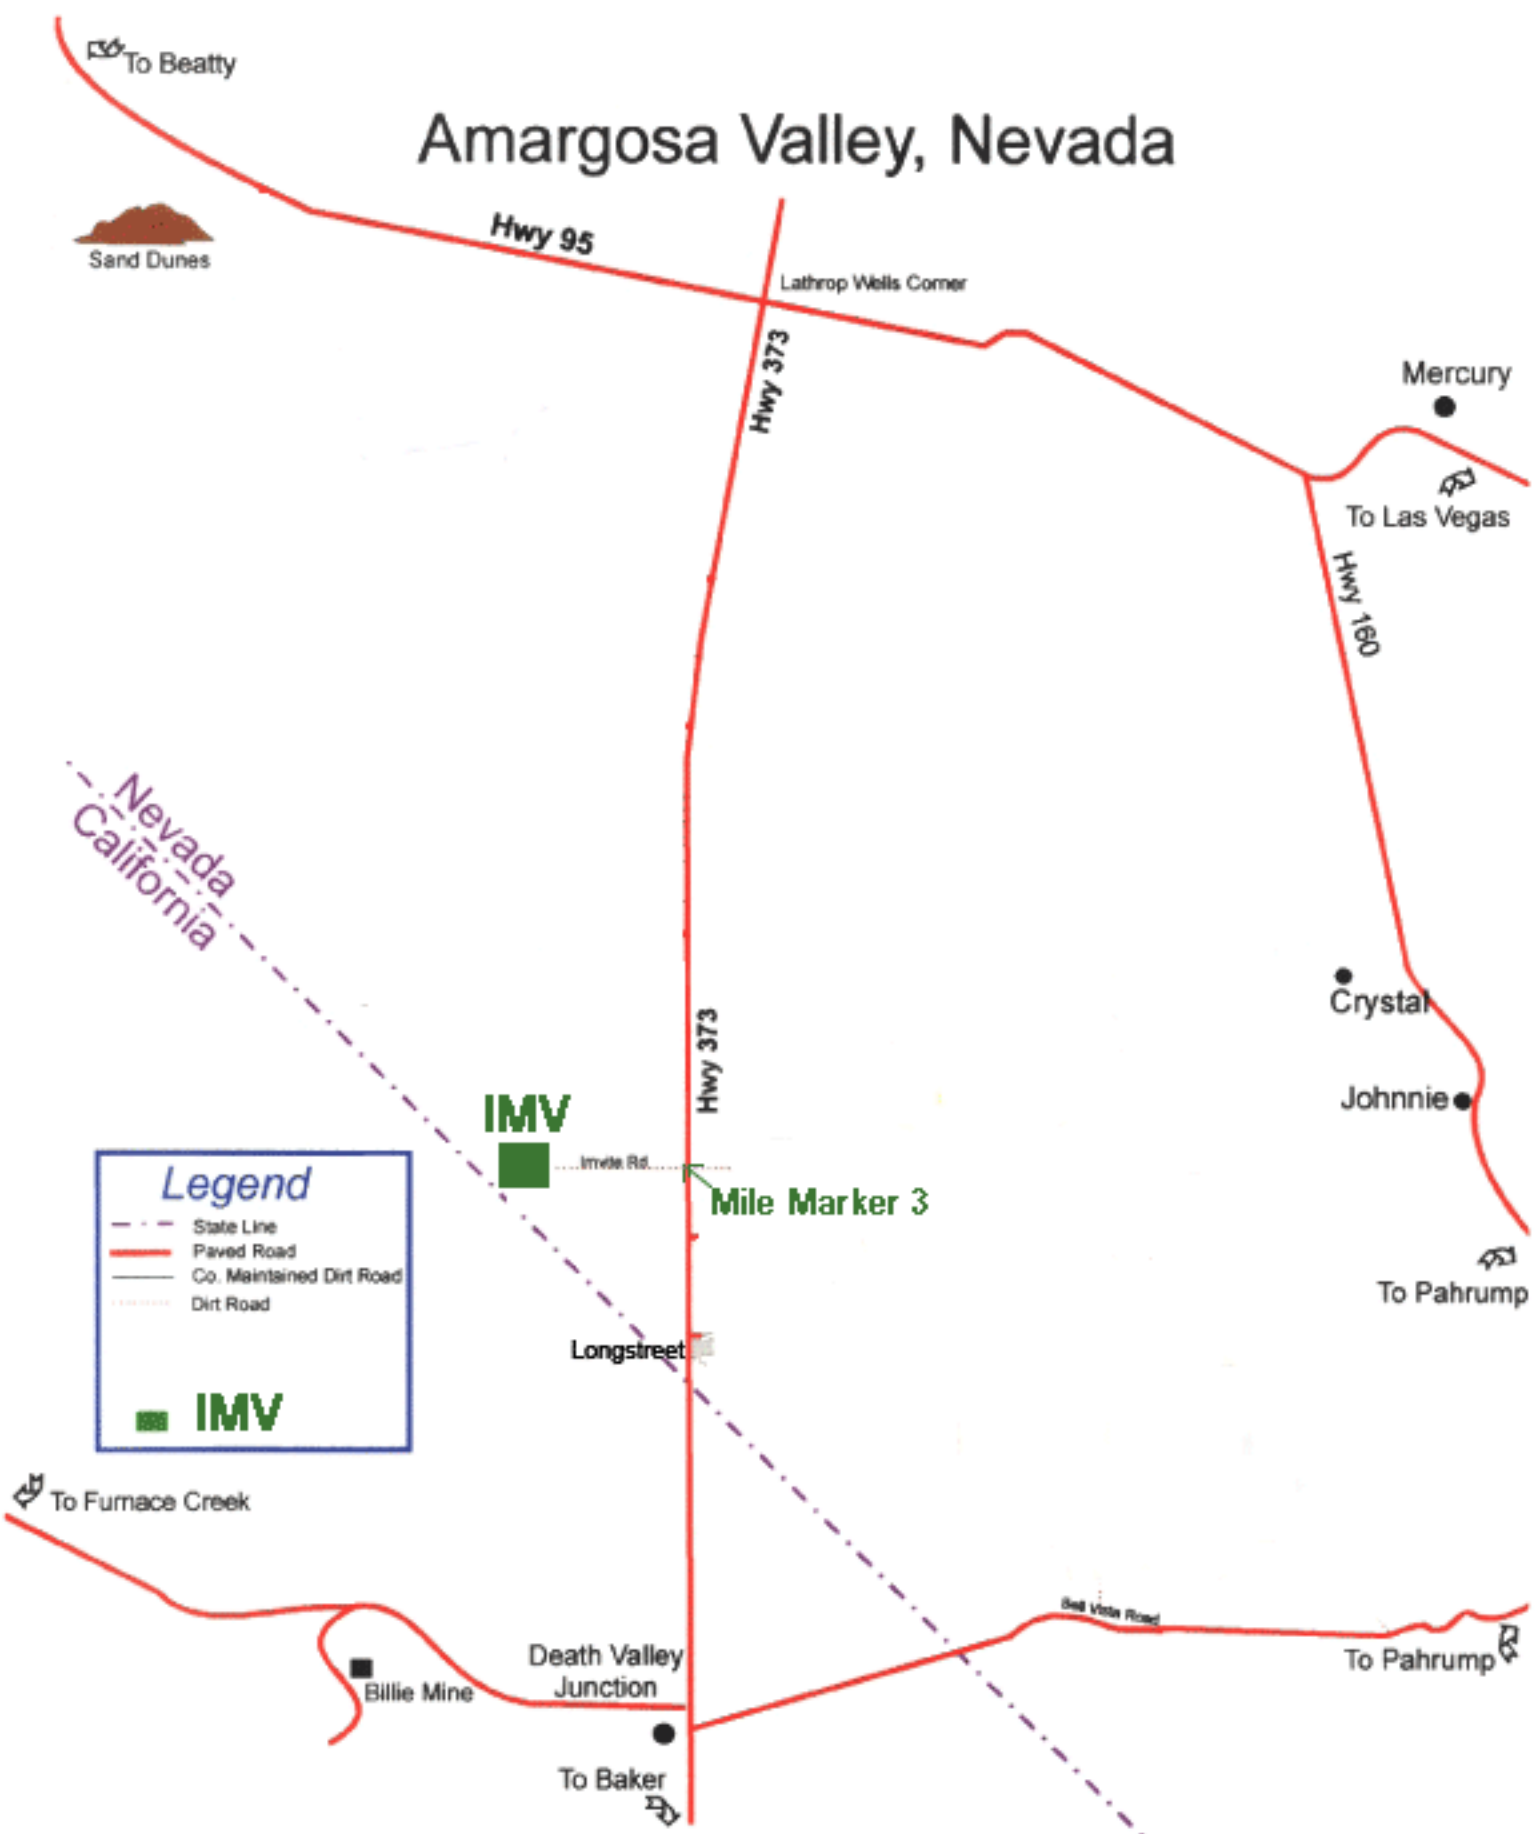 To Beatty
Amargosa Valley, Nevada
Sand Dunes
Hwy 95
Lathrop Wells Corner
Hwy 373
Mercury
To Las Vegas
Hwy 160
Nevada
California
Crystal
Hwy 373
Johnnie
IMV
Imvite Rd.
Mile Marker 3
Legend
State Line
Paved Road
Co. Maintained Dirt Road
Dirt Road
IMV
To Pahrump
Longstreet
To Furnace Creek
Bell Vista Road
Death Valley
Junction
To Pahrump
Billie Mine
To Baker